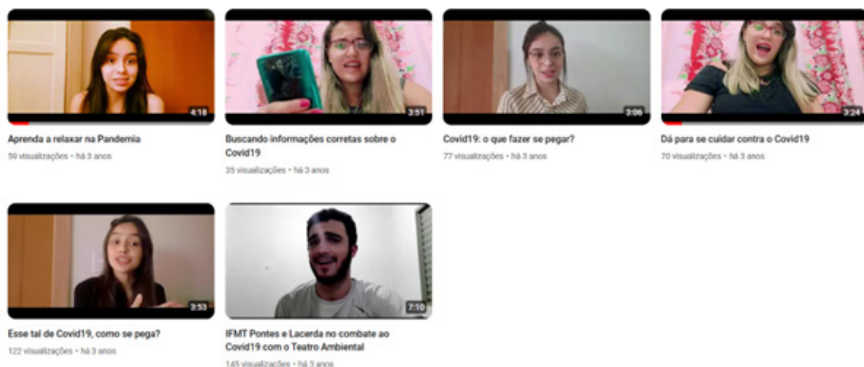 4:18
3:51
3:06
3:24
Aprenda a relaxar na Pandemia
59 visualizações • há 3 anos
Buscando informações corretas sobre o
Covid19
35 visualizações • há 3 anos
Covid19: o que fazer se pegar?
77 visualizações • há 3 anos
Dá para se cuidar contra o Covid19
70 visualizações • há 3 anos
3:53
7:10
Esse tal de Covid19, como se pega?
122 visualizações • há 3 anos
IFMT Pontes e Lacerda no combate ao
Covid19 com o Teatro Ambiental
145 visualizações • há 3 anos